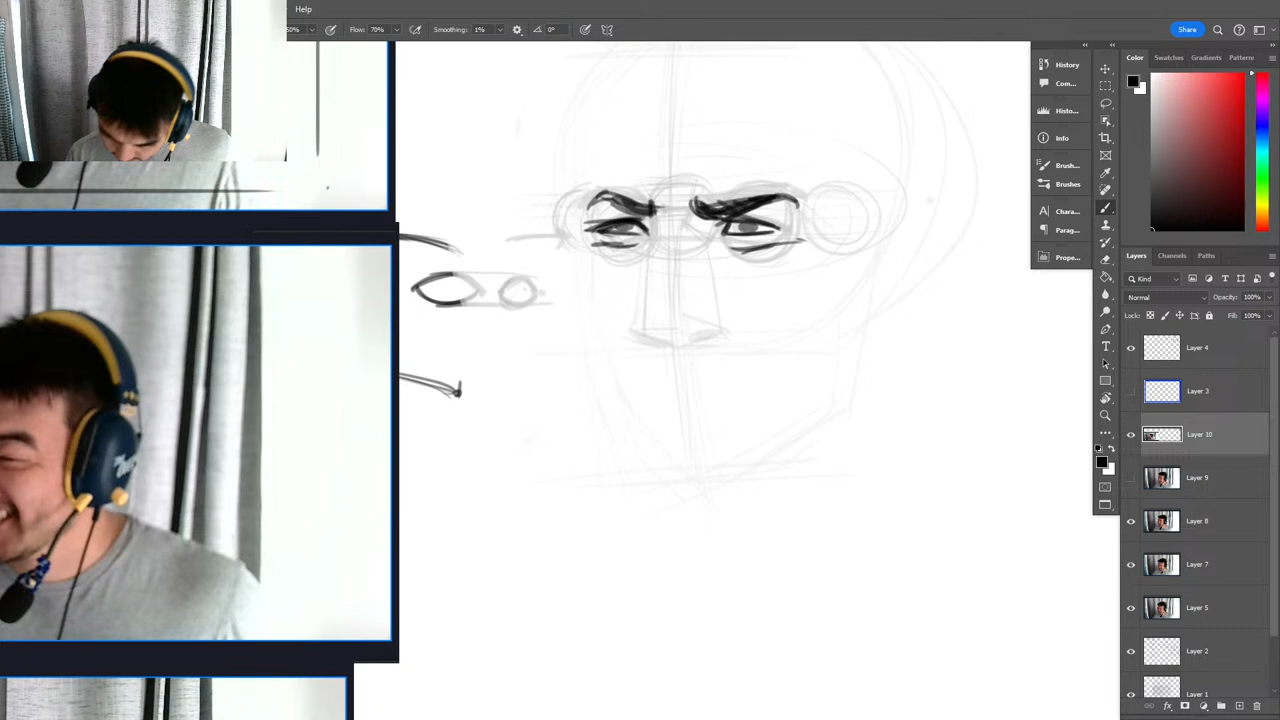 Help
Flow: 70% Smoothing: 1% 0° Share
History
Com...
Histo...
Info
Brush...
Brushes
Chara...
Parag...
Prope...
Color Swatches Gradients Pattern
Layers Channels Paths
Kind
Normal Opacity: 100%
Lock: Fill: 100%
Layer 4
Layer 3
Layer 10
Layer 9
Layer 8
Layer 7
Layer 5
Layer 2
Layer 1
fx